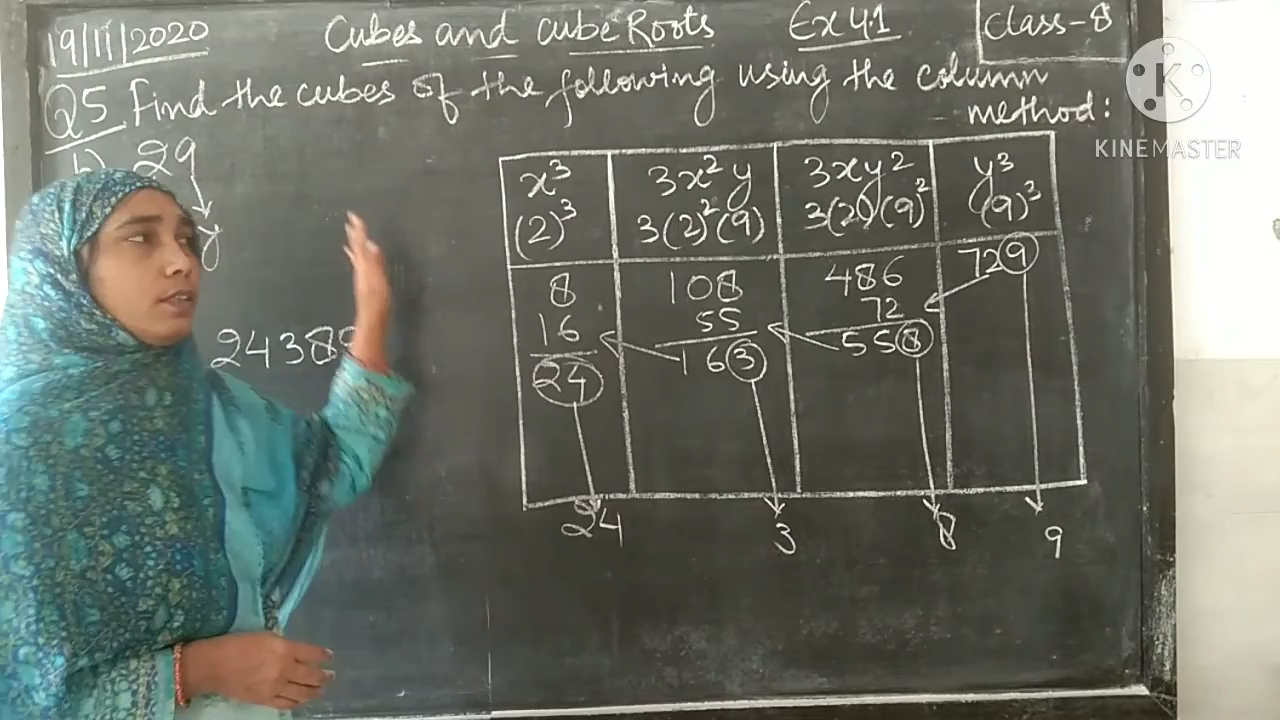 19/11/2020 Cubes and cube Roots Ex 4.1 Class-8
Q5 Find the cubes of the following using the column
method:
K
KINEMASTER
b) 29
y
24389
x³ 3x²y 3xy² y³
(2)³ 3(2)²(9) 3(2)(9)² (9)³
8 108 486 729
16 55 72
24 163 558
24 3 8 9